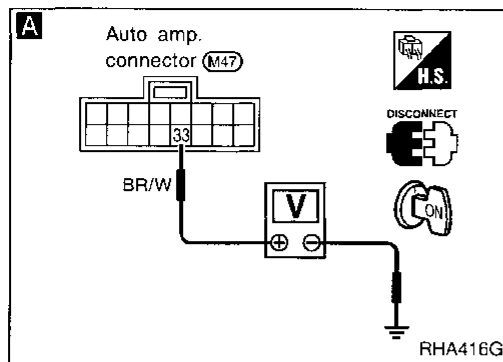 A
Auto amp.
connector (M47)
H.S.
DISCONNECT
33
ON
BR/W
V
+ −
RHA416G